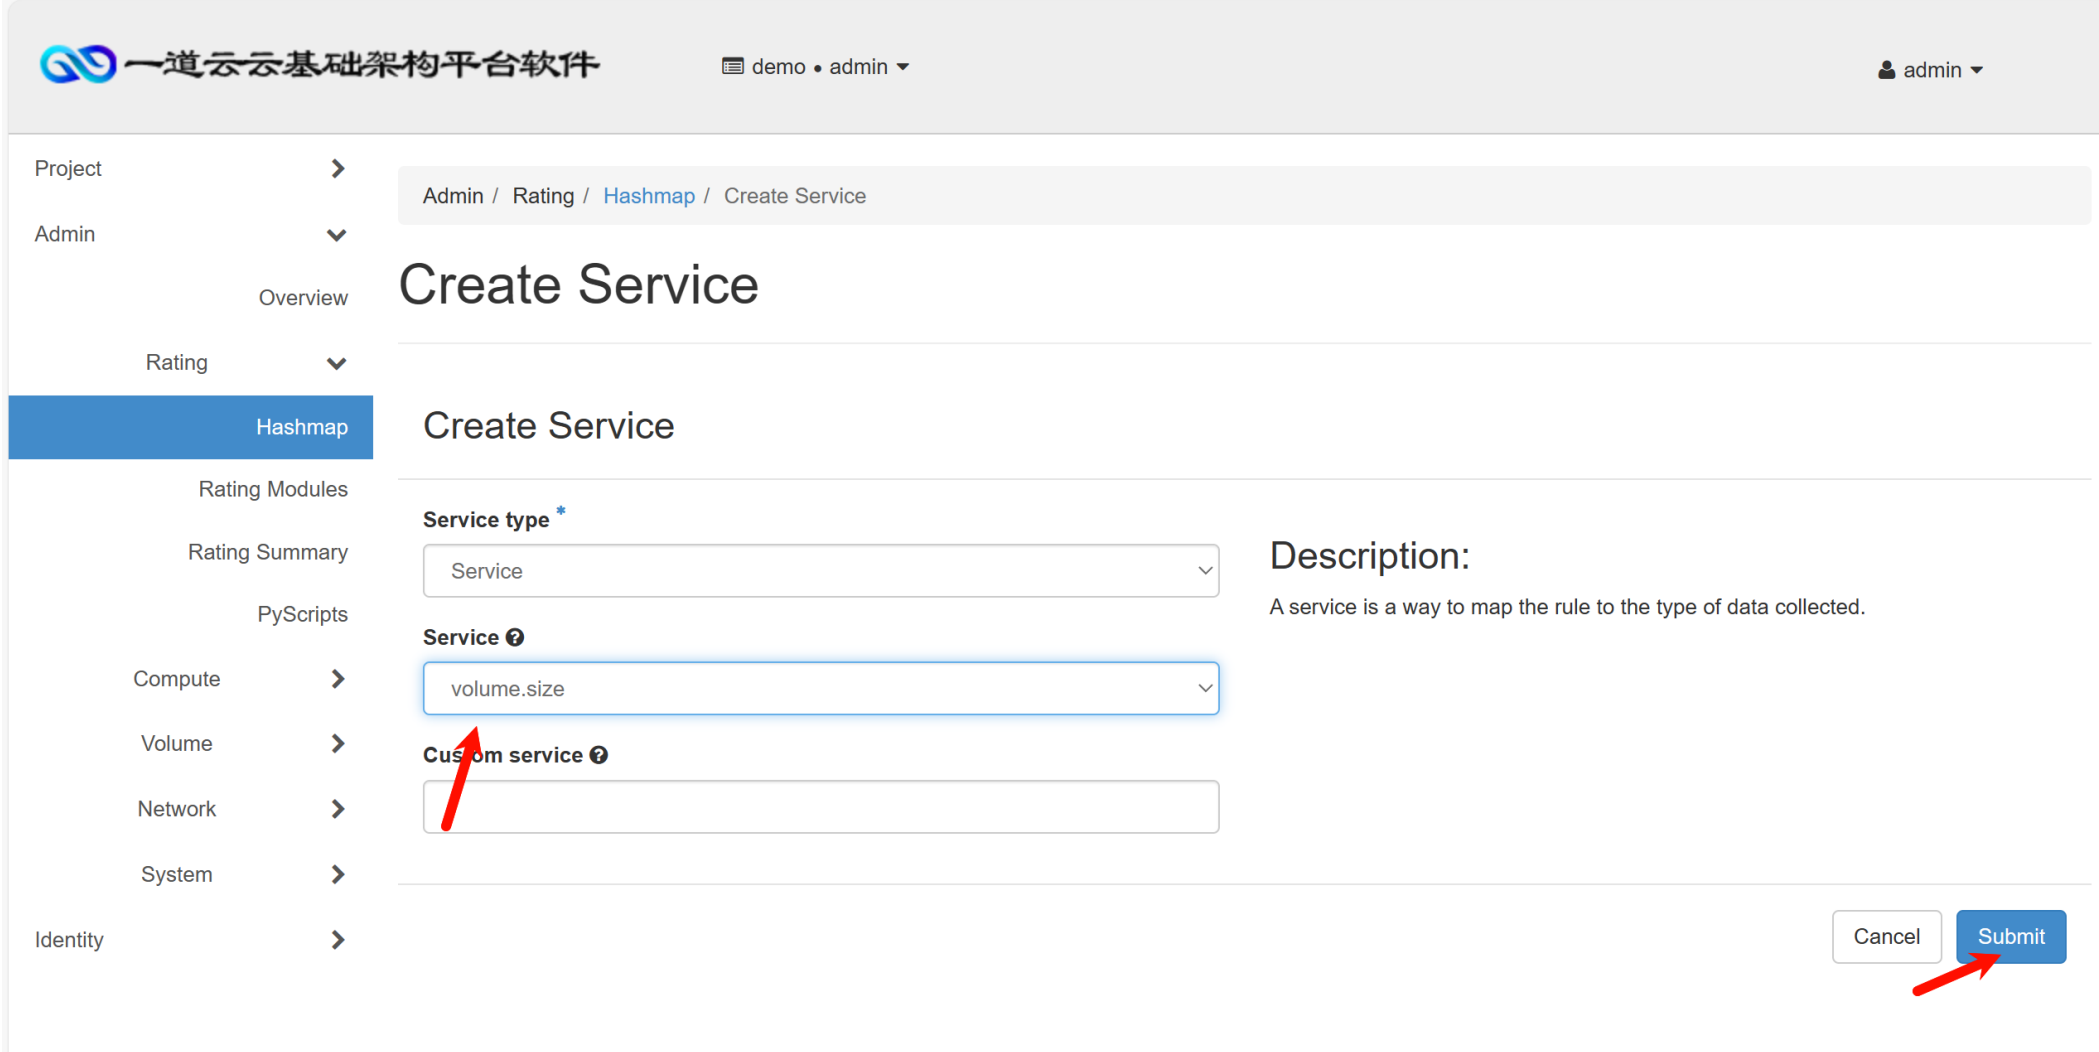 一道云云基础架构平台软件
demo • admin
admin
Project
Admin
Overview
Rating
Hashmap
Rating Modules
Rating Summary
PyScripts
Compute
Volume
Network
System
Identity
Admin / Rating / Hashmap / Create Service
Create Service
Create Service
Service type *
Service
Service
volume.size
Custom service
Description:
A service is a way to map the rule to the type of data collected.
Cancel
Submit